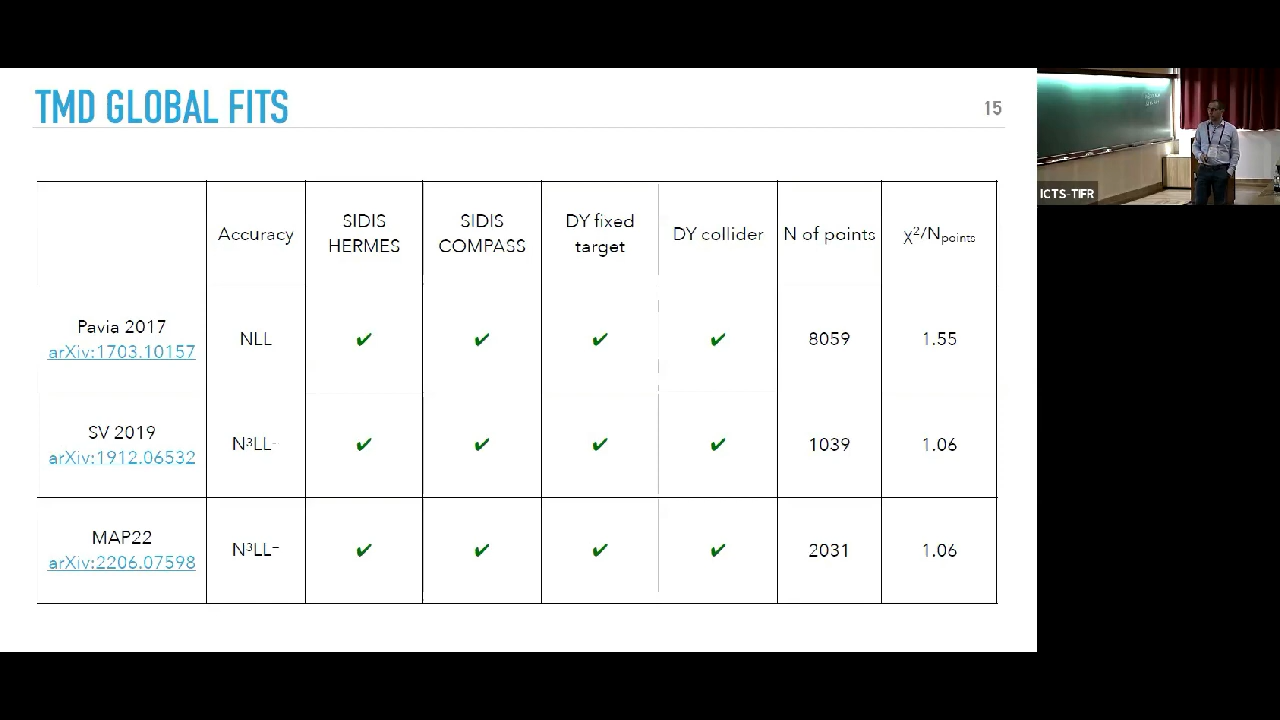 TMD GLOBAL FITS
15
Accuracy
SIDIS
HERMES
SIDIS
COMPASS
DY fixed
target
DY collider
N of points
χ²/Npoints
Pavia 2017
arXiv:1703.10157
NLL
✔
✔
✔
✔
8059
1.55
SV 2019
arXiv:1912.06532
N³LL⁻
✔
✔
✔
✔
1039
1.06
MAP22
arXiv:2206.07598
N³LL⁻
✔
✔
✔
✔
2031
1.06
ICTS-TIFR